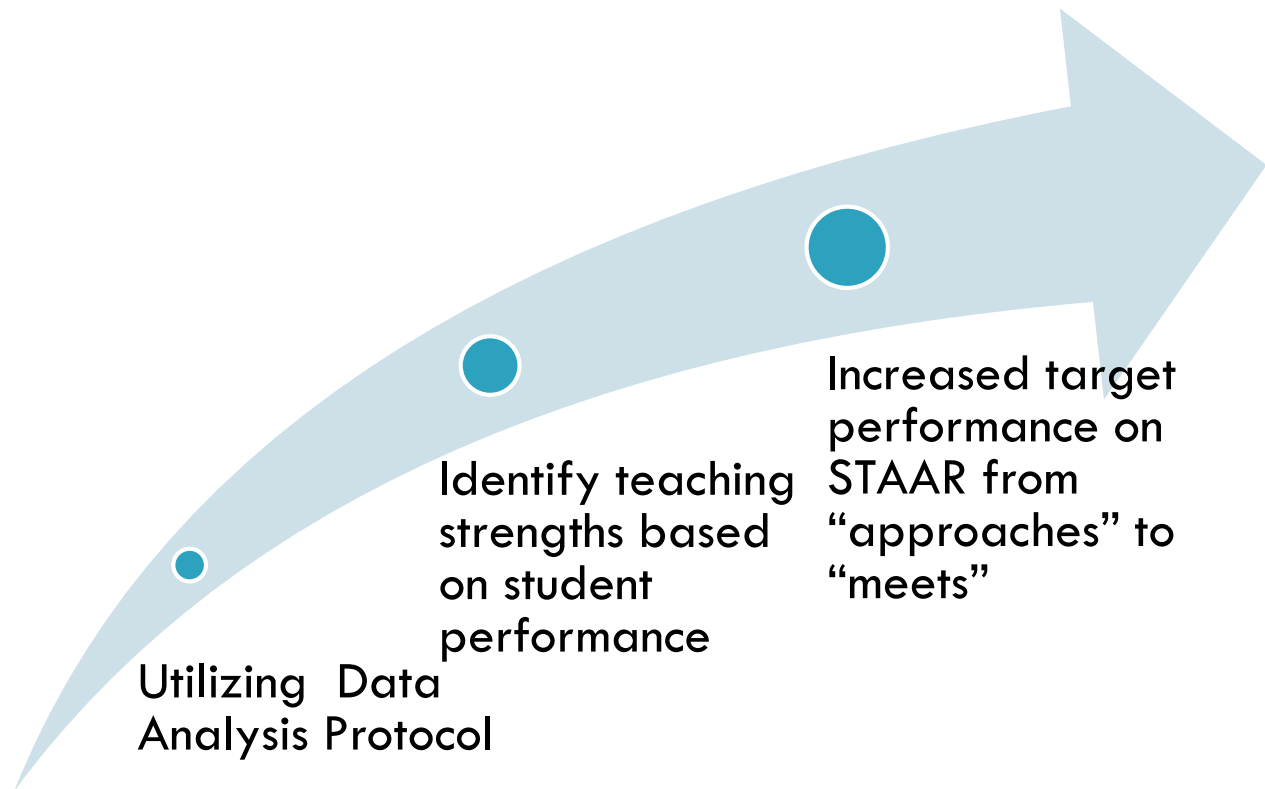 Utilizing  Data
Analysis Protocol
Identify teaching
strengths based
on student
performance
Increased target
performance on
STAAR from
“approaches” to
“meets”